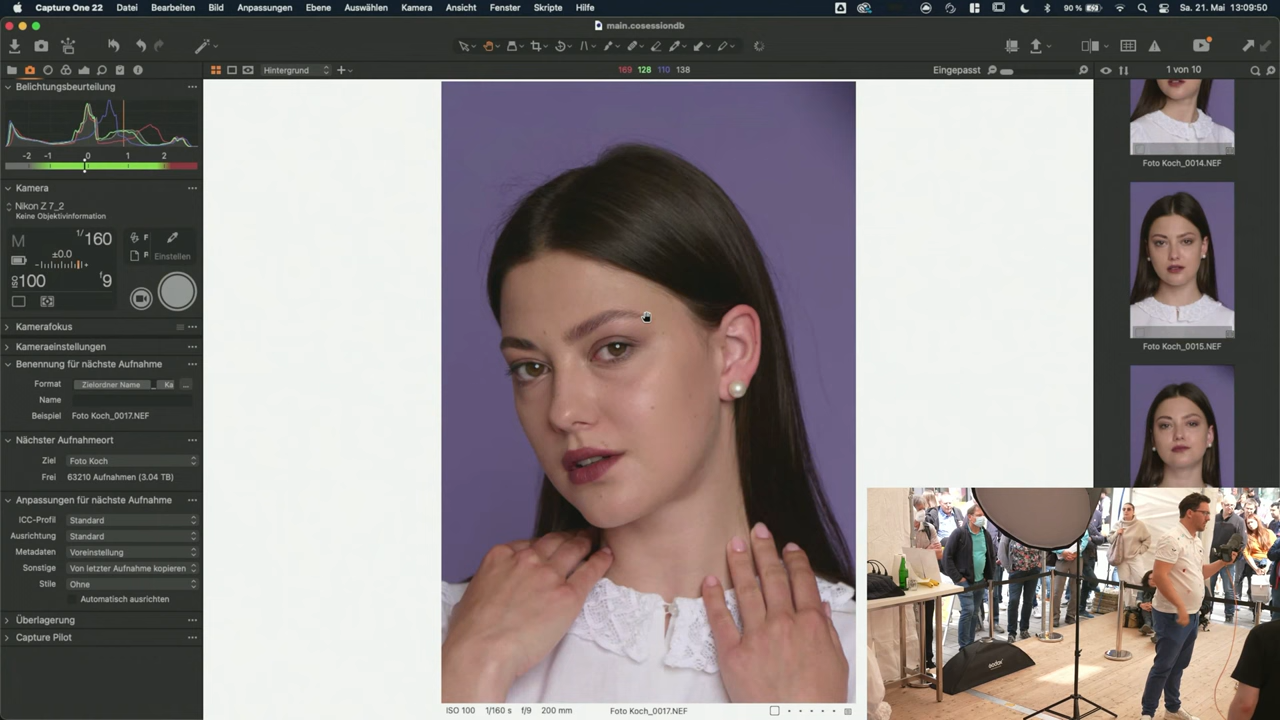 Capture One 22 Datei Bearbeiten Bild Anpassungen Ebene Auswählen Kamera Ansicht Fenster Skripte Hilfe 90 % Sa. 21. Mai 13:09:50
main.cosessiondb
Hintergrund 169 128 110 138 Eingepasst 1 von 10
Belichtungsbeurteilung
-2 -1 0 1 2
Kamera
Nikon Z 7_2
Keine Objektivinformation
M 1/160 F
±0.0 F Einstellen
ISO 100 f9
Kamerafokus
Kameraeinstellungen
Benennung für nächste Aufnahme
Format Zielordner Name _ Ka ...
Name
Beispiel Foto Koch_0017.NEF
Nächster Aufnahmeort
Ziel Foto Koch
Frei 63210 Aufnahmen (3.04 TB)
Anpassungen für nächste Aufnahme
ICC-Profil Standard
Ausrichtung Standard
Metadaten Voreinstellung
Sonstige Von letzter Aufnahme kopieren
Stile Ohne
Automatisch ausrichten
Überlagerung
Capture Pilot
ISO 100 1/160 s f/9 200 mm Foto Koch_0017.NEF
Foto Koch_0014.NEF
Foto Koch_0015.NEF
godox